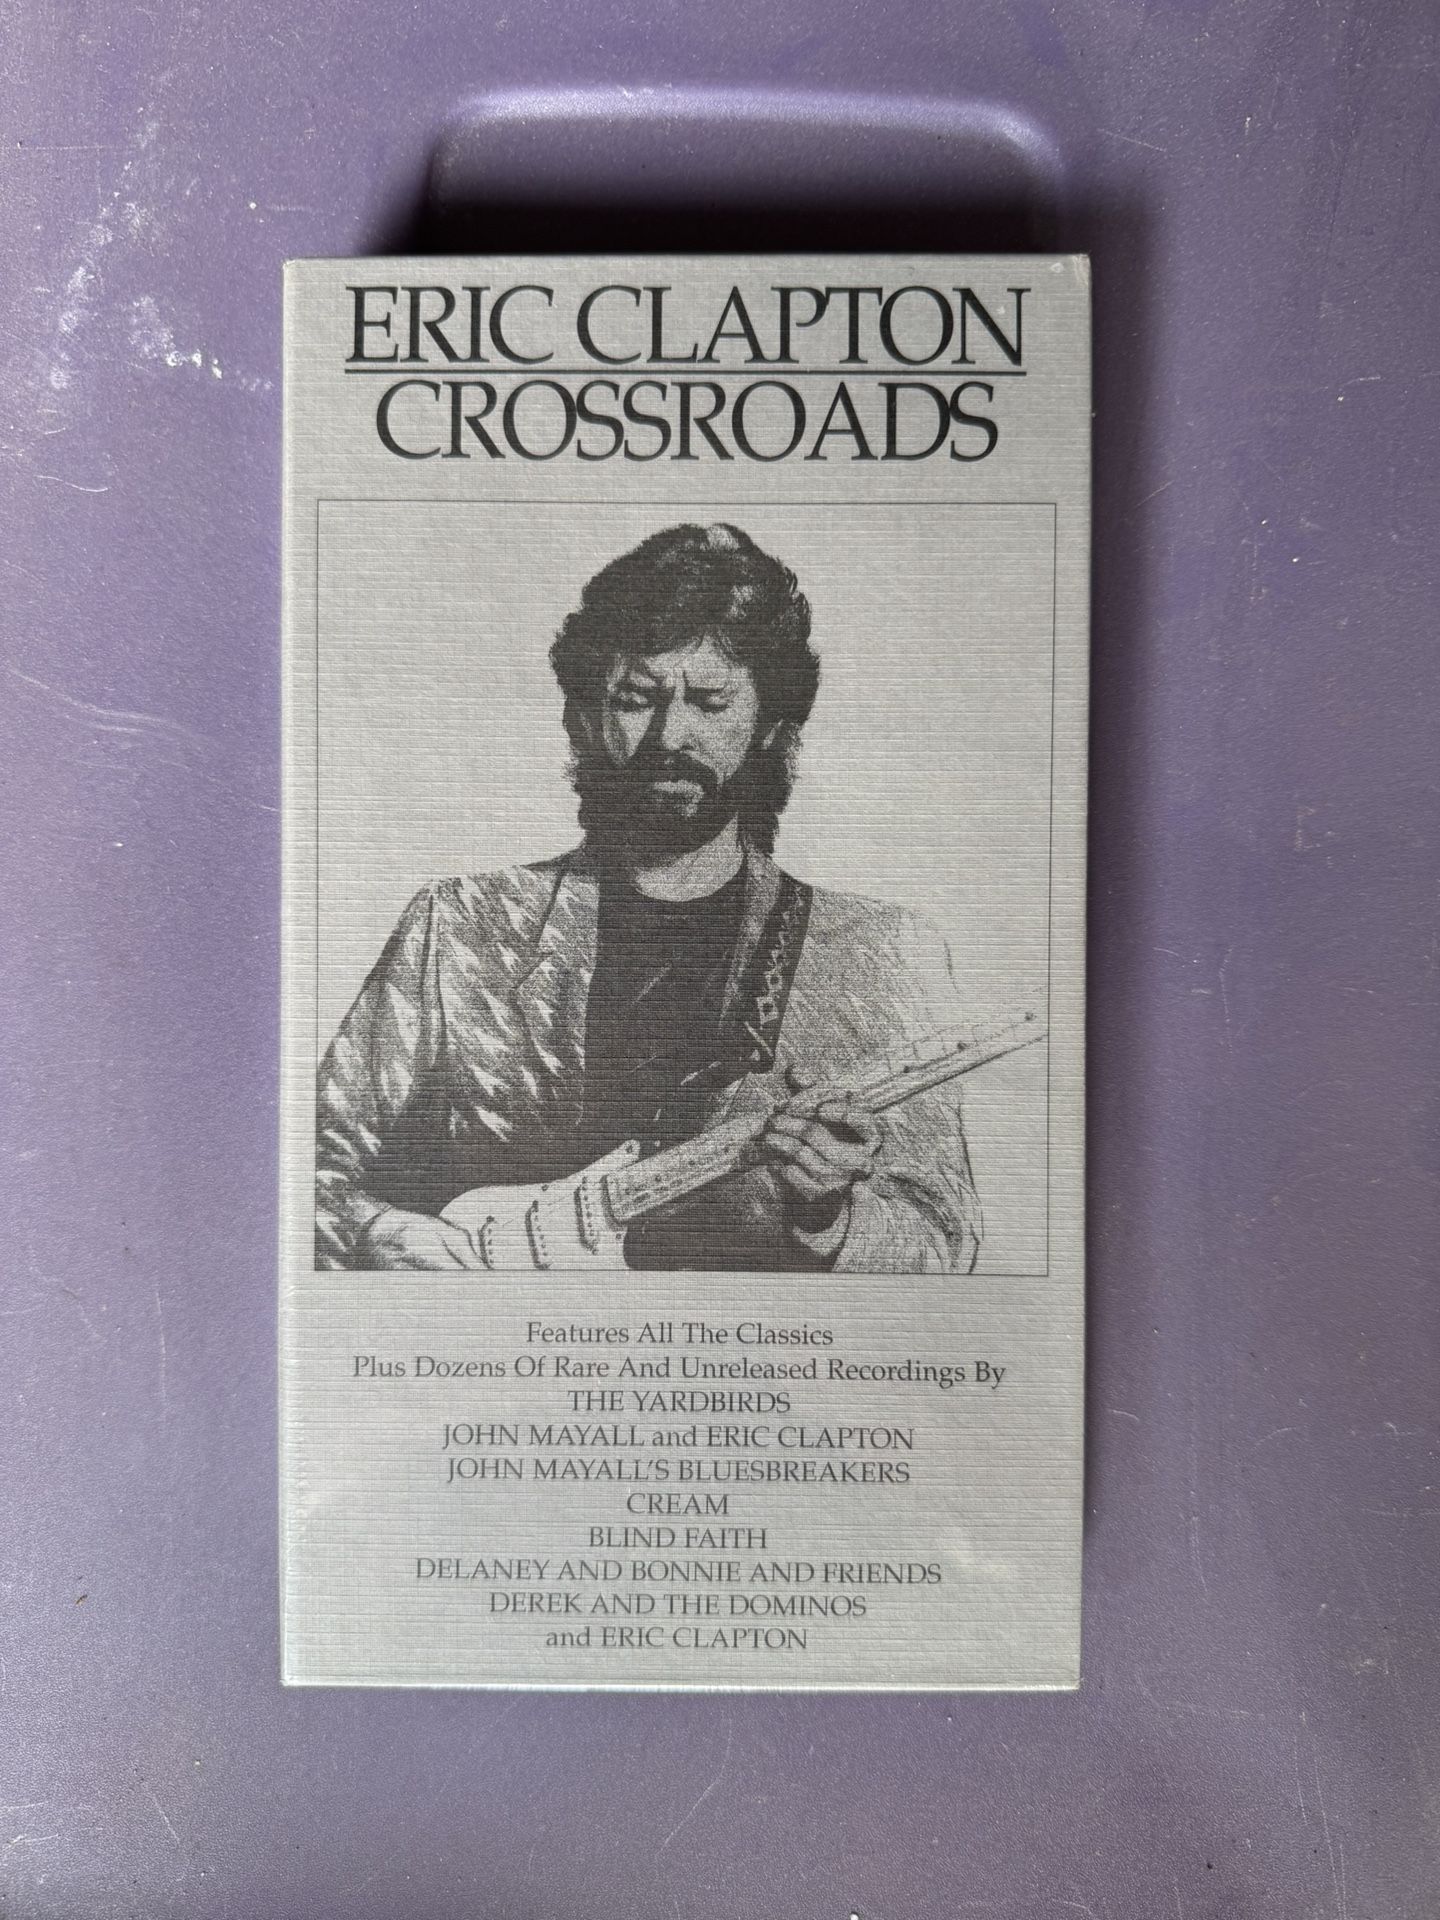 ERIC CLAPTON
CROSSROADS
Features All The Classics
Plus Dozens Of Rare And Unreleased Recordings By
THE YARDBIRDS
JOHN MAYALL and ERIC CLAPTON
JOHN MAYALL'S BLUESBREAKERS
CREAM
BLIND FAITH
DELANEY AND BONNIE AND FRIENDS
DEREK AND THE DOMINOS
and ERIC CLAPTON